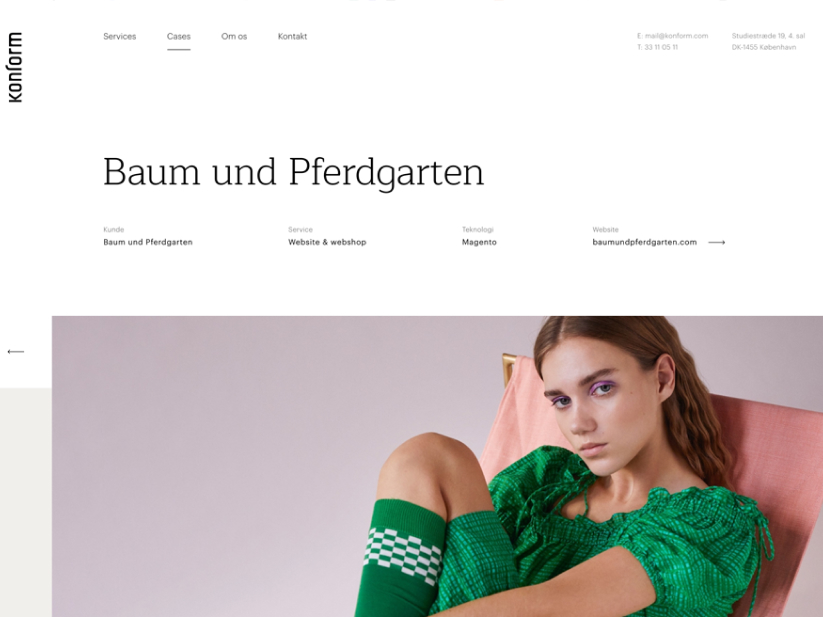 konform
Services
Cases
Om os
Kontakt
E: mail@konform.com
T: 33 11 05 11
Studiestræde 19, 4. sal
DK-1455 København
Baum und Pferdgarten
Kunde
Baum und Pferdgarten
Service
Website & webshop
Teknologi
Magento
Website
baumundpferdgarten.com